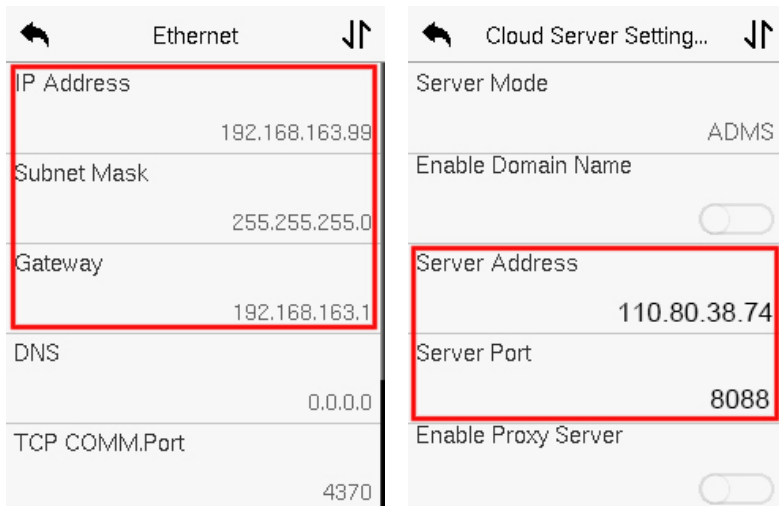 Ethernet
IP Address
192.168.163.99
Subnet Mask
255.255.255.0
Gateway
192.168.163.1
DNS
0.0.0.0
TCP COMM.Port
4370
Cloud Server Setting...
Server Mode
ADMS
Enable Domain Name
Server Address
110.80.38.74
Server Port
8088
Enable Proxy Server